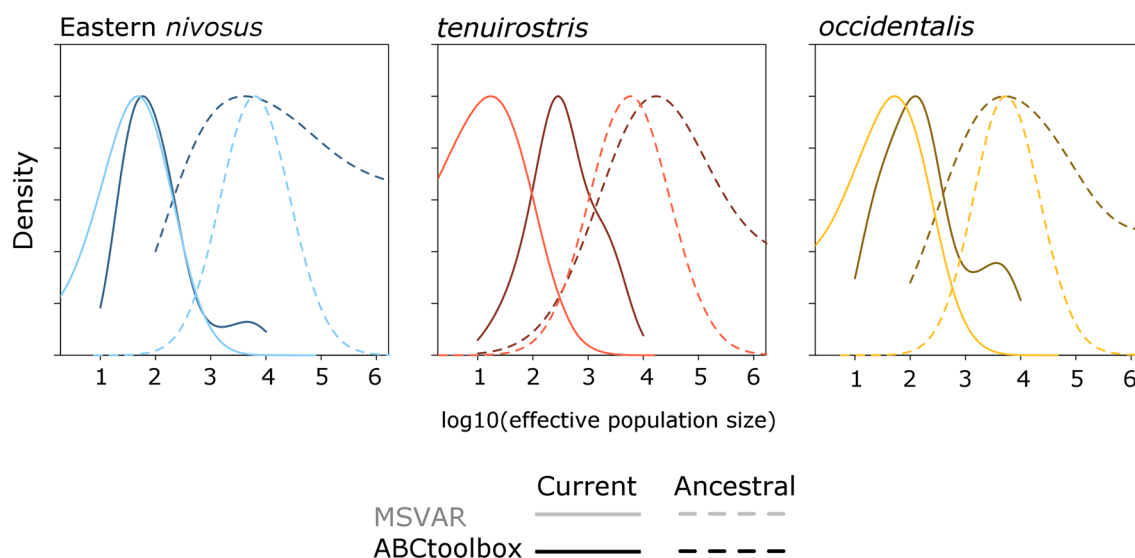 Eastern nivosus
tenuirostris
occidentalis
Density
1 2 3 4 5 6
1 2 3 4 5 6
1 2 3 4 5 6
log10(effective population size)
Current Ancestral
MSVAR
ABCtoolbox